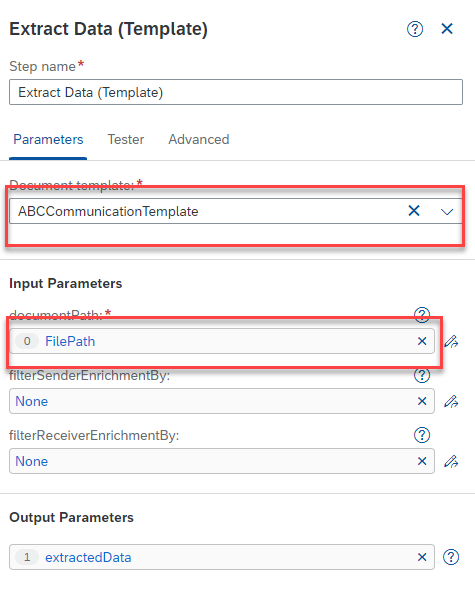 Extract Data (Template)
Step name*
Extract Data (Template)
Parameters Tester Advanced
Document template:*
ABCCommunicationTemplate
Input Parameters
documentPath:*
0 FilePath
filterSenderEnrichmentBy:
None
filterReceiverEnrichmentBy:
None
Output Parameters
1 extractedData